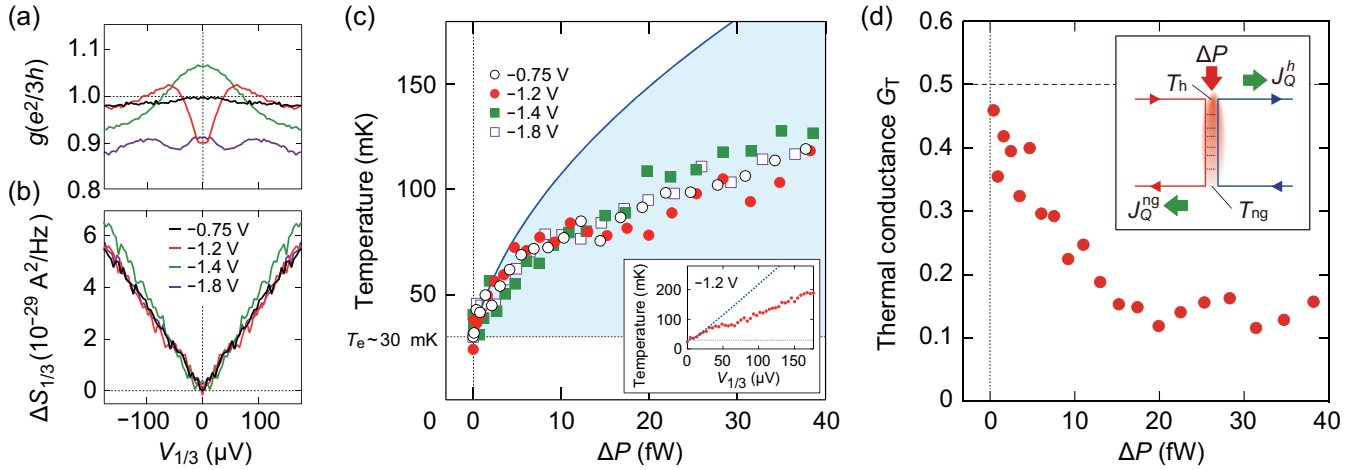 (a)
g(e²/3h)
1.1
1.0
0.9
0.8
(b)
ΔS1/3 (10⁻²⁹ A²/Hz)
6
4
2
0
−0.75 V
−1.2 V
−1.4 V
−1.8 V
−100
0
100
V1/3 (µV)
(c)
Temperature (mK)
150
100
50
Te~30 mK
0
−0.75 V
−1.2 V
−1.4 V
−1.8 V
Temperature (mK)
200
100
0
−1.2 V
0
50
100
150
V1/3 (µV)
0
10
20
30
40
ΔP (fW)
(d)
Thermal conductance GT
0.6
0.5
0.4
0.3
0.2
0.1
0
ΔP
Th
JQh
JQng
Tng
0
10
20
30
40
ΔP (fW)